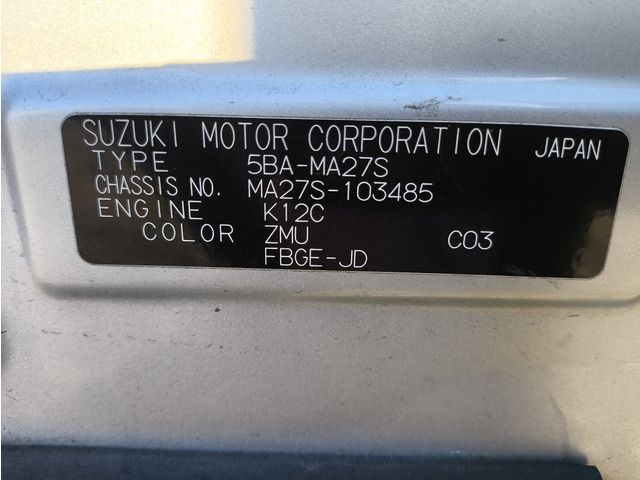 SUZUKI MOTOR CORPORATION JAPAN
TYPE 5BA-MA27S
CHASSIS NO. MA27S-103485
ENGINE K12C
COLOR ZMU C03
FBGE-JD